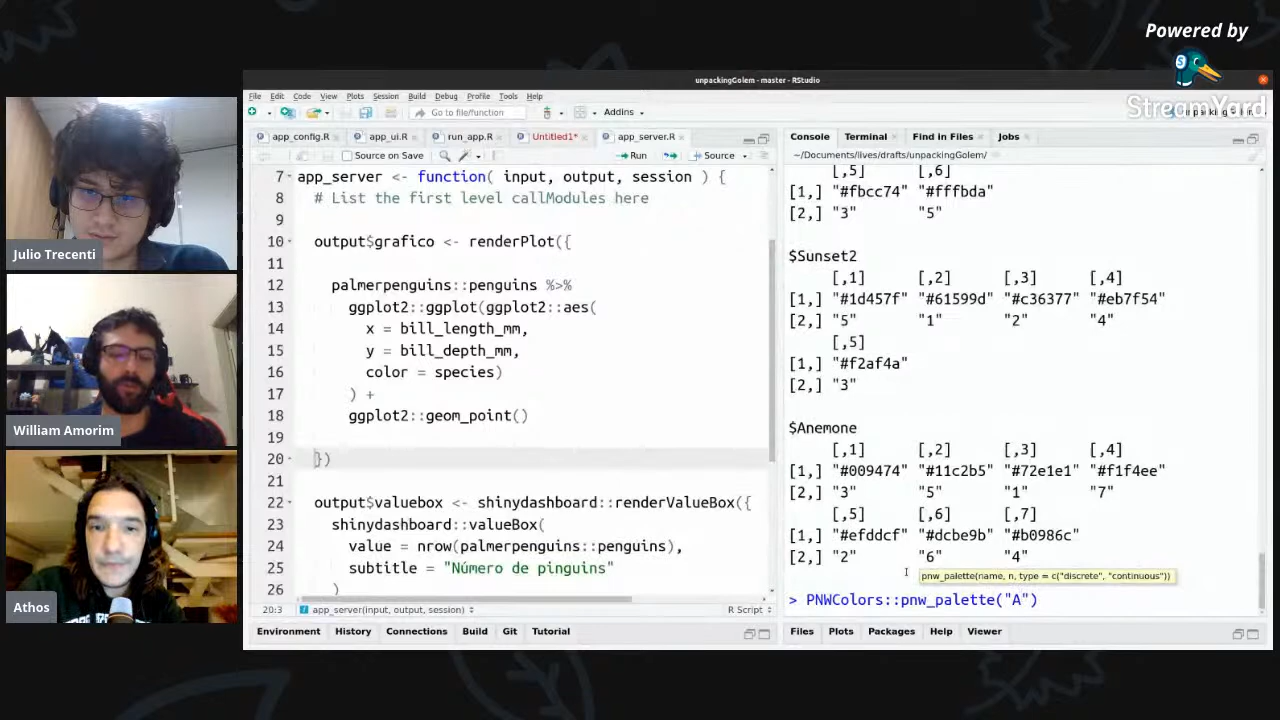 Powered by
StreamYard
Julio Trecenti
William Amorim
Athos
unpackingGolem - master - RStudio
File Edit Code View Plots Session Build Debug Profile Tools Help
Go to file/function Addins
app_config.R app_ui.R run_app.R Untitled1* app_server.R
Source on Save Run Source
7 app_server <- function( input, output, session ) {
8 # List the first level callModules here
9
10 output$grafico <- renderPlot({
11
12 palmerpenguins::penguins %>%
13 ggplot2::ggplot(ggplot2::aes(
14 x = bill_length_mm,
15 y = bill_depth_mm,
16 color = species)
17 ) +
18 ggplot2::geom_point()
19
20 })
21
22 output$valuebox <- shinydashboard::renderValueBox({
23 shinydashboard::valueBox(
24 value = nrow(palmerpenguins::penguins),
25 subtitle = "Número de pinguins"
26 )
20:3 app_server(input, output, session) R Script
Environment History Connections Build Git Tutorial
Console Terminal Find in Files Jobs
~/Documents/lives/drafts/unpackingGolem/
[,5] [,6]
[1,] "#fbcc74" "#fffbda"
[2,] "3" "5"
$Sunset2
[,1] [,2] [,3] [,4]
[1,] "#1d457f" "#61599d" "#c36377" "#eb7f54"
[2,] "5" "1" "2" "4"
[,5]
[1,] "#f2af4a"
[2,] "3"
$Anemone
[,1] [,2] [,3] [,4]
[1,] "#009474" "#11c2b5" "#72e1e1" "#f1f4ee"
[2,] "3" "5" "1" "7"
[,5] [,6] [,7]
[1,] "#efddcf" "#dcbe9b" "#b0986c"
[2,] "2" "6" "4"
pnw_palette(name, n, type = c("discrete", "continuous"))
> PNWColors::pnw_palette("A")
Files Plots Packages Help Viewer